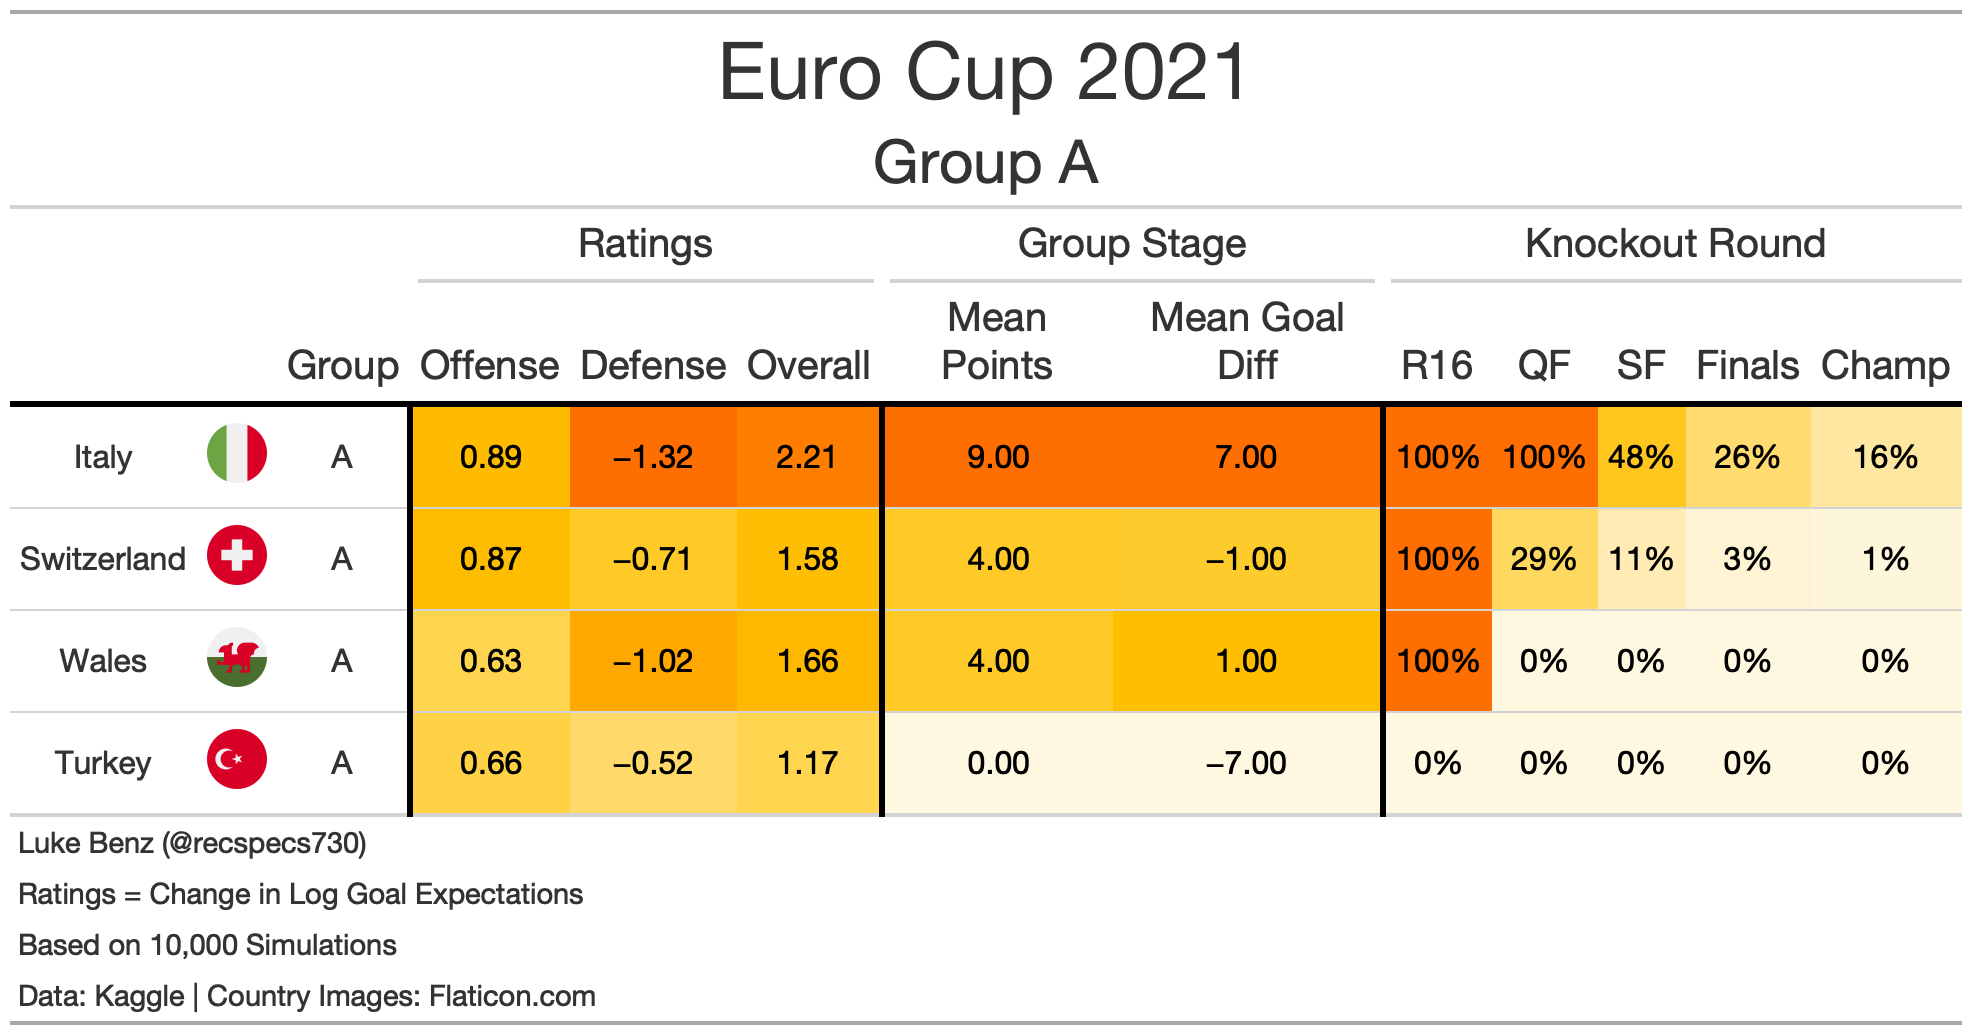 Euro Cup 2021
Group A
Ratings Group Stage Knockout Round
Group Offense Defense Overall Mean Points Mean Goal Diff R16 QF SF Finals Champ
Italy A 0.89 −1.32 2.21 9.00 7.00 100% 100% 48% 26% 16%
Switzerland A 0.87 −0.71 1.58 4.00 −1.00 100% 29% 11% 3% 1%
Wales A 0.63 −1.02 1.66 4.00 1.00 100% 0% 0% 0% 0%
Turkey A 0.66 −0.52 1.17 0.00 −7.00 0% 0% 0% 0% 0%
Luke Benz (@recspecs730)
Ratings = Change in Log Goal Expectations
Based on 10,000 Simulations
Data: Kaggle | Country Images: Flaticon.com